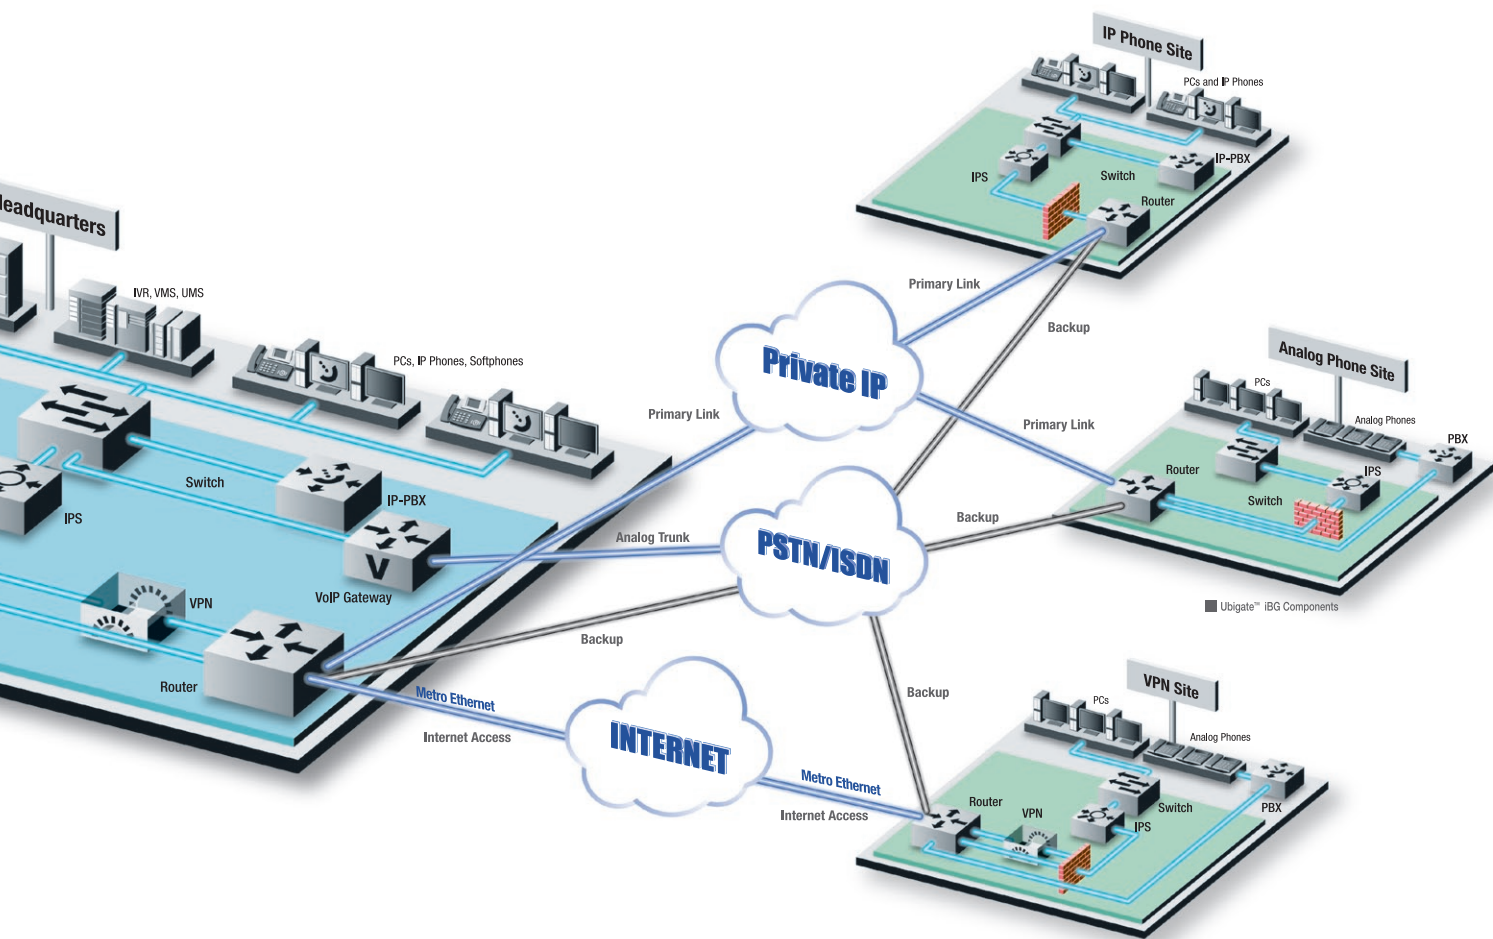 IP Phone Site
PCs and IP Phones
IP-PBX
IPS
Switch
Router
Headquarters
IVR, VMS, UMS
PCs, IP Phones, Softphones
Switch
IP-PBX
IPS
VoIP Gateway
VPN
Router
Primary Link
Backup
Private IP
Primary Link
Primary Link
Analog Trunk
PSTN/ISDN
Backup
Backup
Backup
Metro Ethernet
Internet Access
INTERNET
Metro Ethernet
Internet Access
Analog Phone Site
PCs
Analog Phones
PBX
Router
IPS
Switch
Ubigate™ iBG Components
VPN Site
PCs
Analog Phones
Router
VPN
Switch
IPS
PBX
V